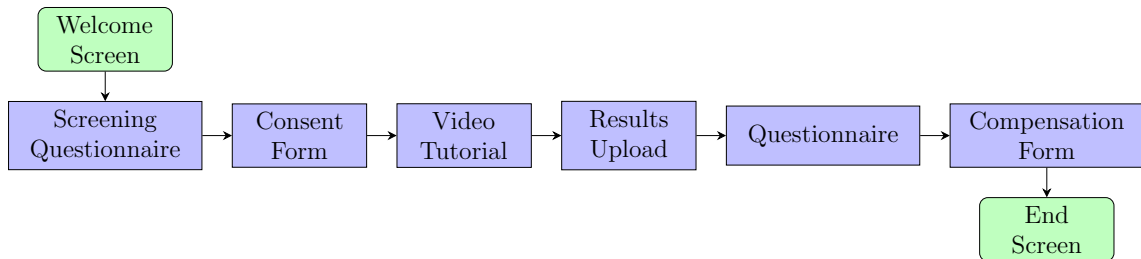 Welcome
Screen
Screening
Questionnaire
Consent
Form
Video
Tutorial
Results
Upload
Questionnaire
Compensation
Form
End
Screen